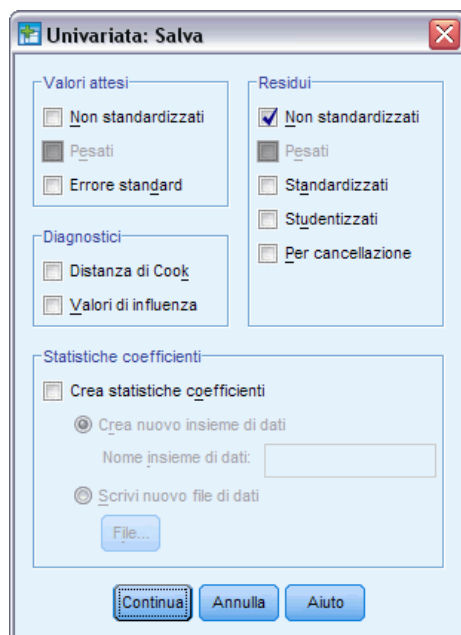 Univariata: Salva
Valori attesi
Non standardizzati
Pesati
Errore standard
Diagnostici
Distanza di Cook
Valori di influenza
Residui
Non standardizzati
Pesati
Standardizzati
Studentizzati
Per cancellazione
Statistiche coefficienti
Crea statistiche coefficienti
Crea nuovo insieme di dati
Nome insieme di dati:
Scrivi nuovo file di dati
File...
Continua
Annulla
Aiuto